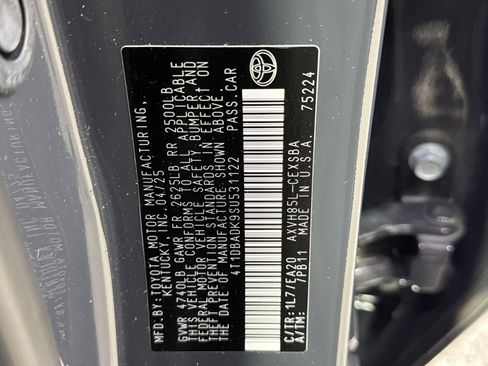 MFD.BY:TOYOTA MOTOR MANUFACTURING,
KENTUCKY, INC. 04/25
GVWR 4740LB GAWR FR 2625LB RR 2500LB
THIS VEHICLE CONFORMS TO ALL APPLICABLE
FEDERAL MOTOR VEHICLE SAFETY, BUMPER AND
THEFT PREVENTION STANDARDS IN EFFECT ON
THE DATE OF MANUFACTURE SHOWN ABOVE.
4T1DBADK9SU531122 PASS.CAR
C/TR: 1L7/EA20 AXVH85L-CEXSBA
A/TM: 7PB11 MADE IN U.S.A. 75224